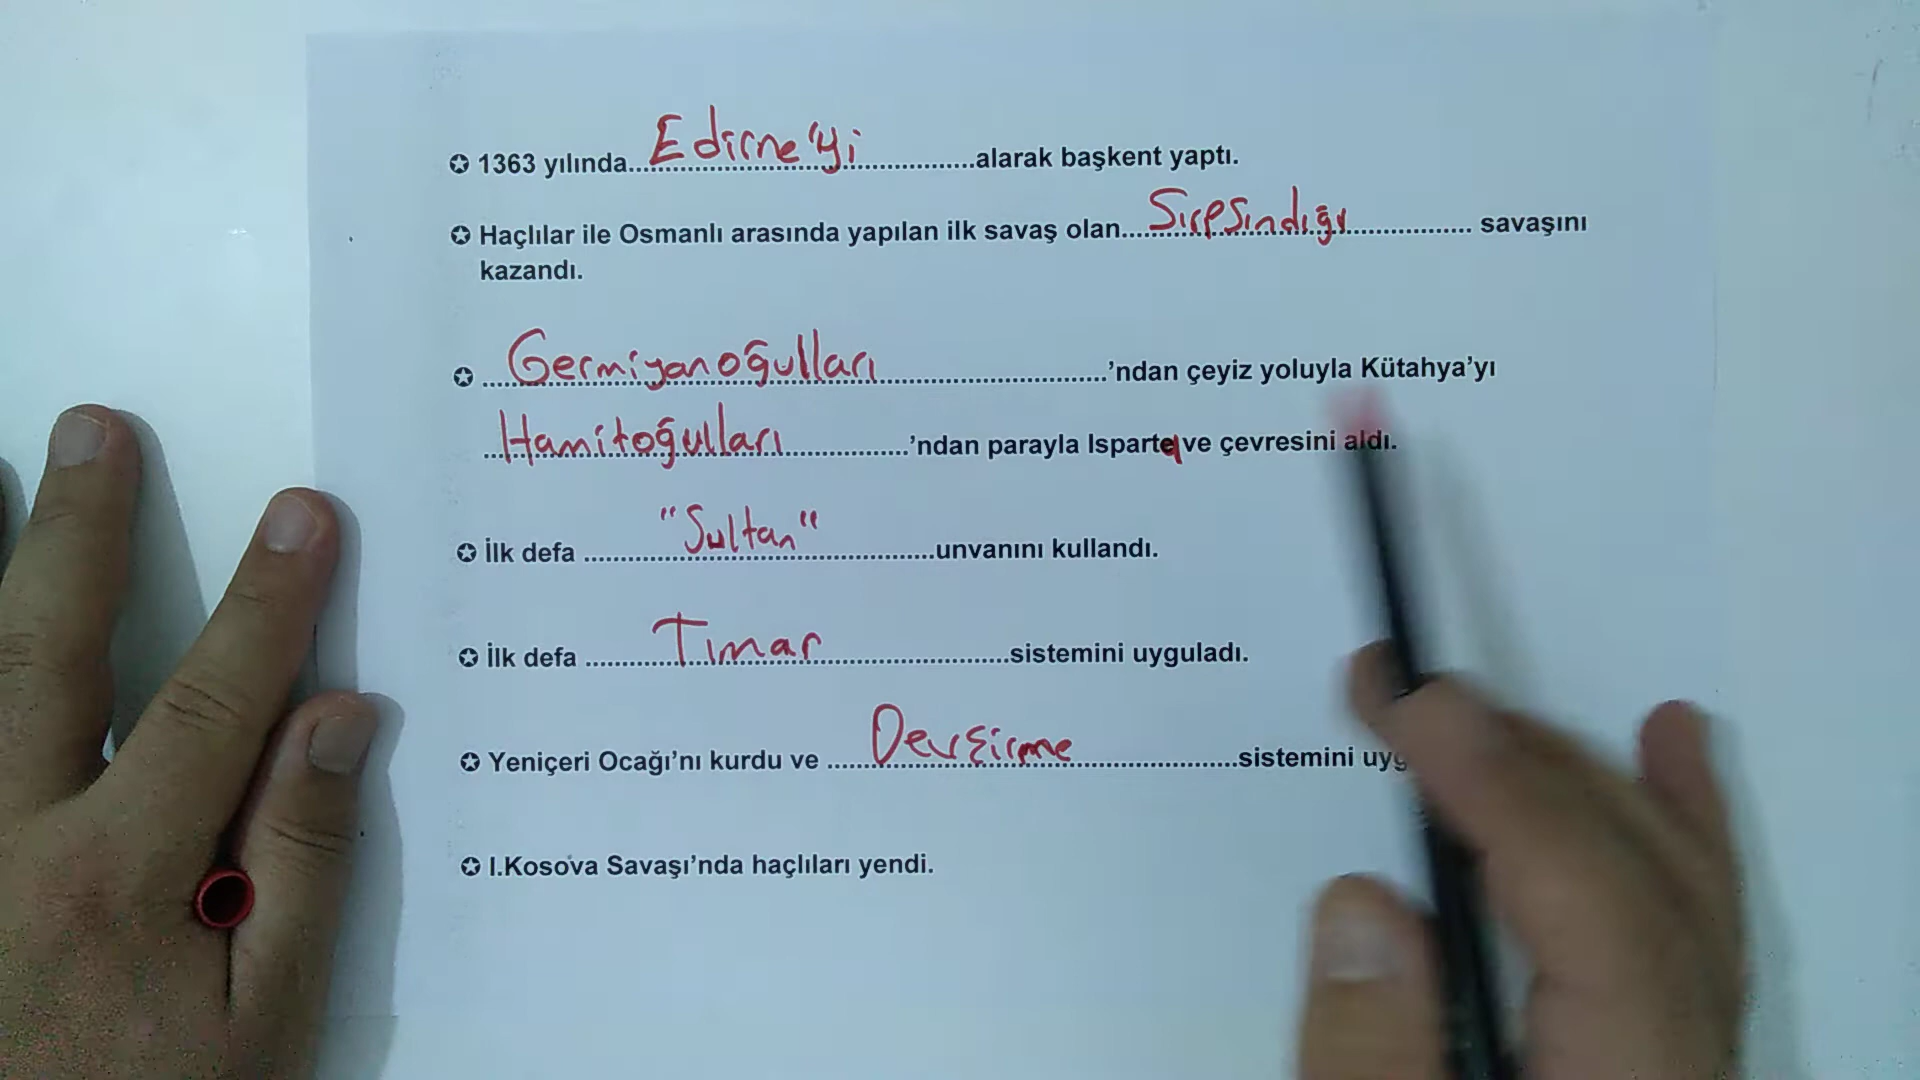 ✪ 1363 yılında....Edirne'yi....alarak başkent yaptı.
✪ Haçlılar ile Osmanlı arasında yapılan ilk savaş olan....Sırpsındığı.... savaşını
kazandı.
✪ ....Germiyanoğulları....'ndan çeyiz yoluyla Kütahya'yı
....Hamitoğulları....'ndan parayla Isparta ve çevresini aldı.
✪ İlk defa ...."Sultan"....unvanını kullandı.
✪ İlk defa ....Tımar....sistemini uyguladı.
✪ Yeniçeri Ocağı'nı kurdu ve ....Devşirme....sistemini
✪ I.Kosova Savaşı'nda haçlıları yendi.